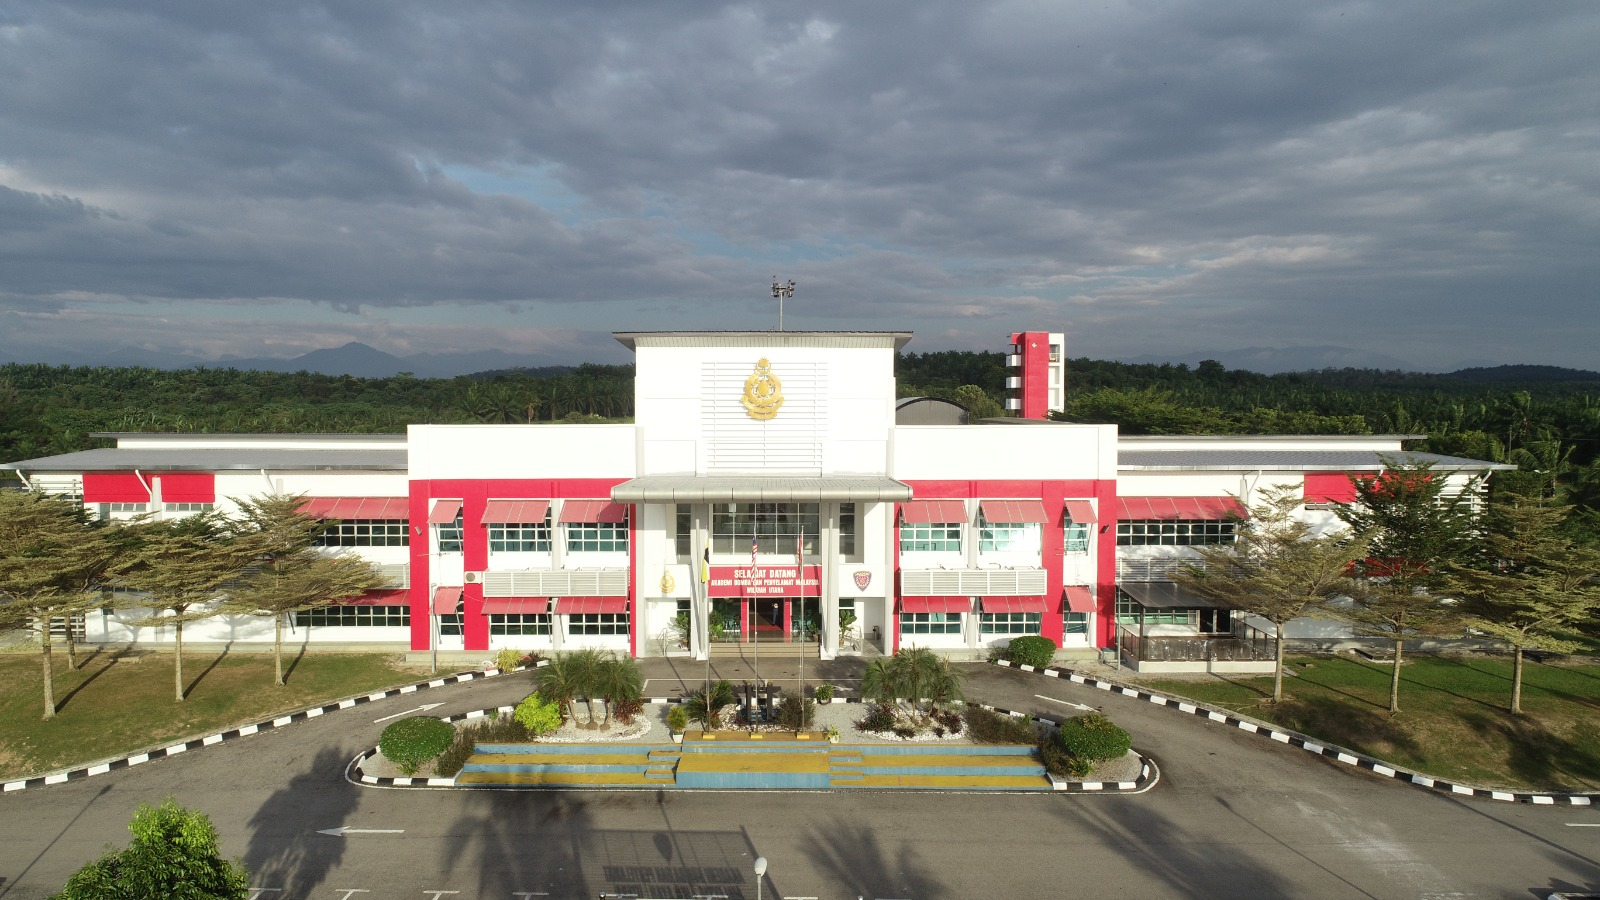 SELAMAT DATANG
AKADEMI BOMBA DAN PENYELAMAT MALAYSIA
WILAYAH UTARA